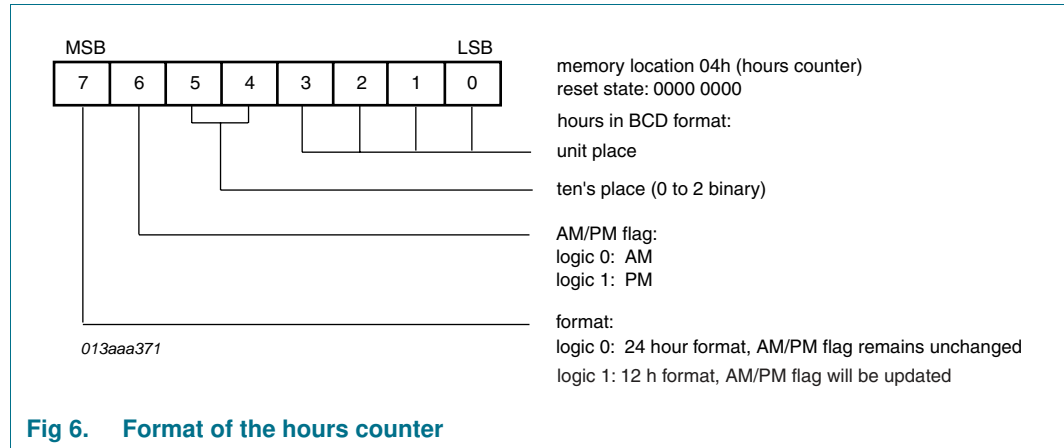 MSB LSB
7 6 5 4 3 2 1 0
memory location 04h (hours counter)
reset state: 0000 0000
hours in BCD format:
unit place
ten's place (0 to 2 binary)
AM/PM flag:
logic 0: AM
logic 1: PM
format:
logic 0: 24 hour format, AM/PM flag remains unchanged
logic 1: 12 h format, AM/PM flag will be updated
013aaa371
Fig 6. Format of the hours counter